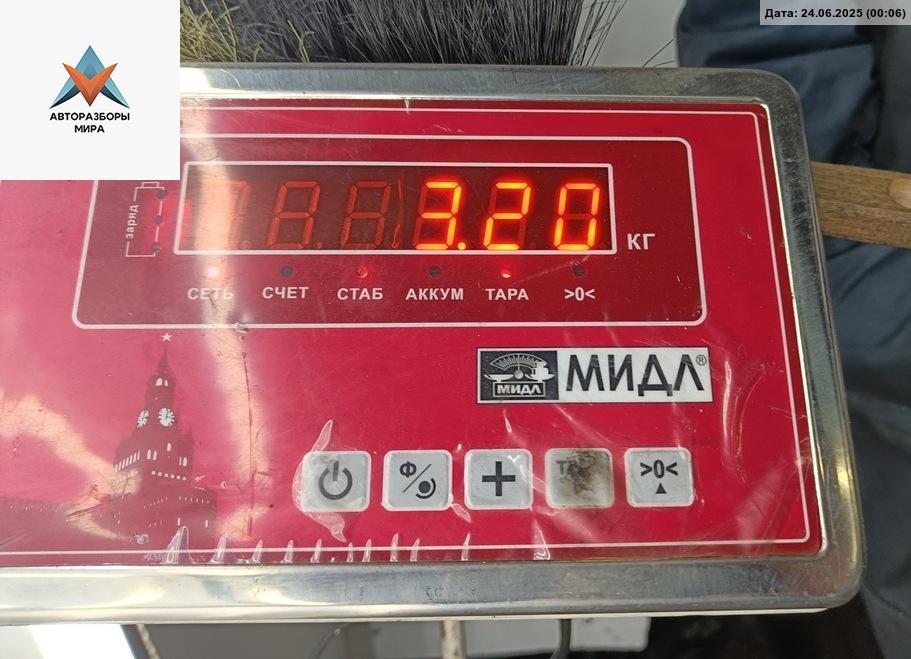 Дата: 24.06.2025 (00:06)
АВТОРАЗБОРЫ
МИРА
заряд
3.20
КГ
СЕТЬ СЧЕТ СТАБ АККУМ ТАРА >0<
МИДЛ МИДЛ®
Ф
>0<